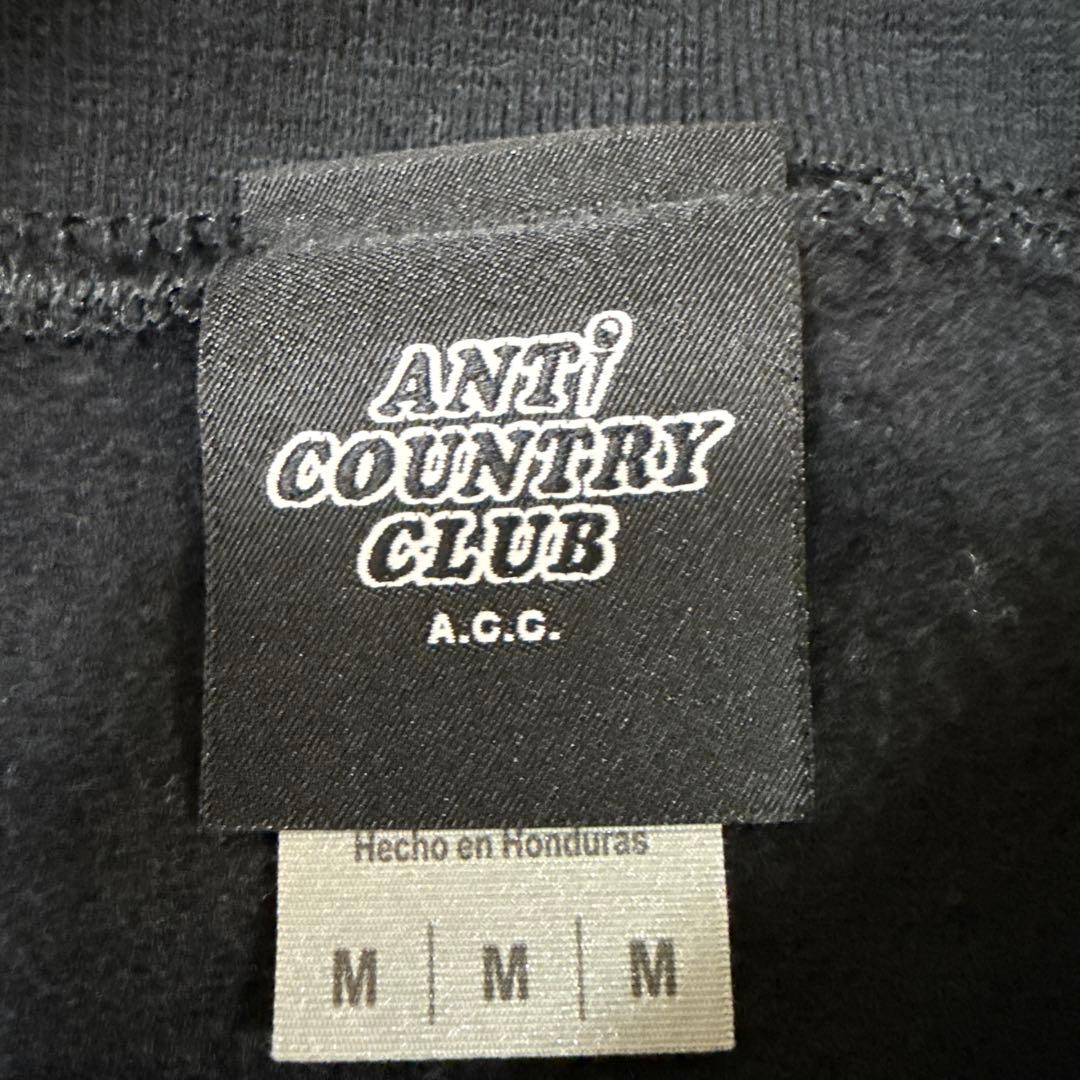 ANTi
COUNTRY
CLUB
A.C.C.
Hecho en Honduras
M | M | M